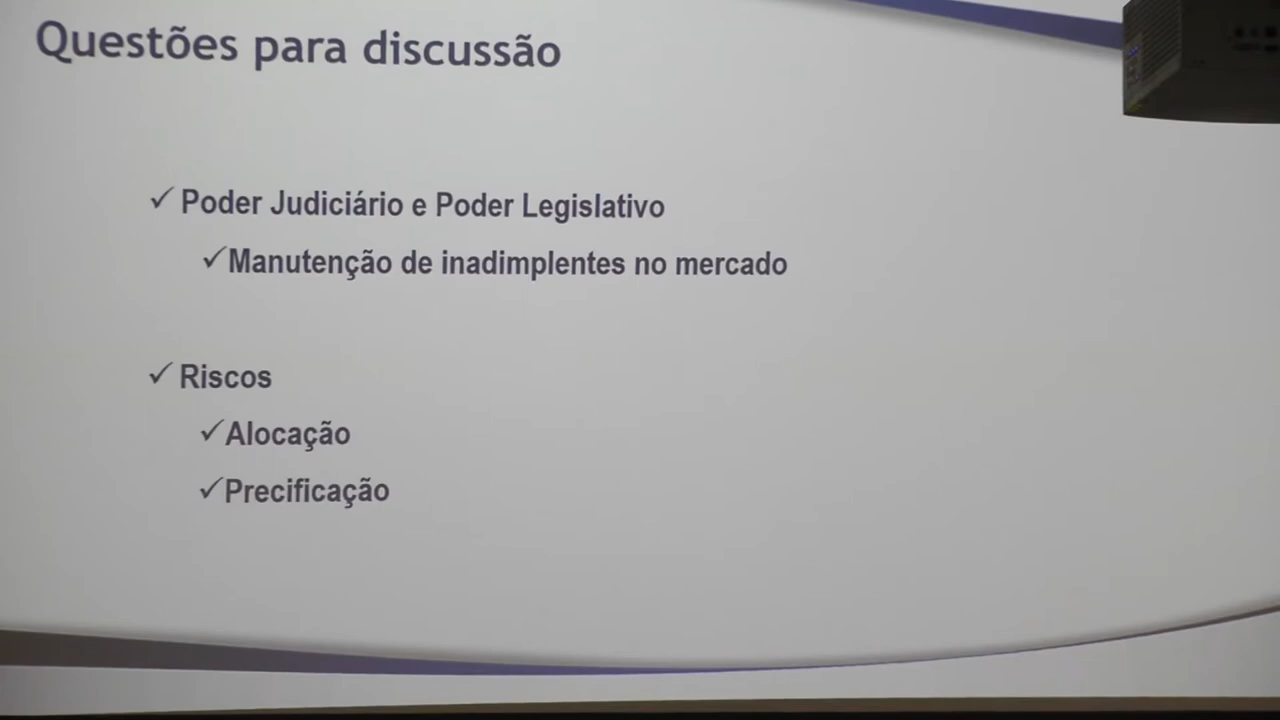 Questões para discussão
✓ Poder Judiciário e Poder Legislativo
✓Manutenção de inadimplentes no mercado
✓ Riscos
✓Alocação
✓Precificação